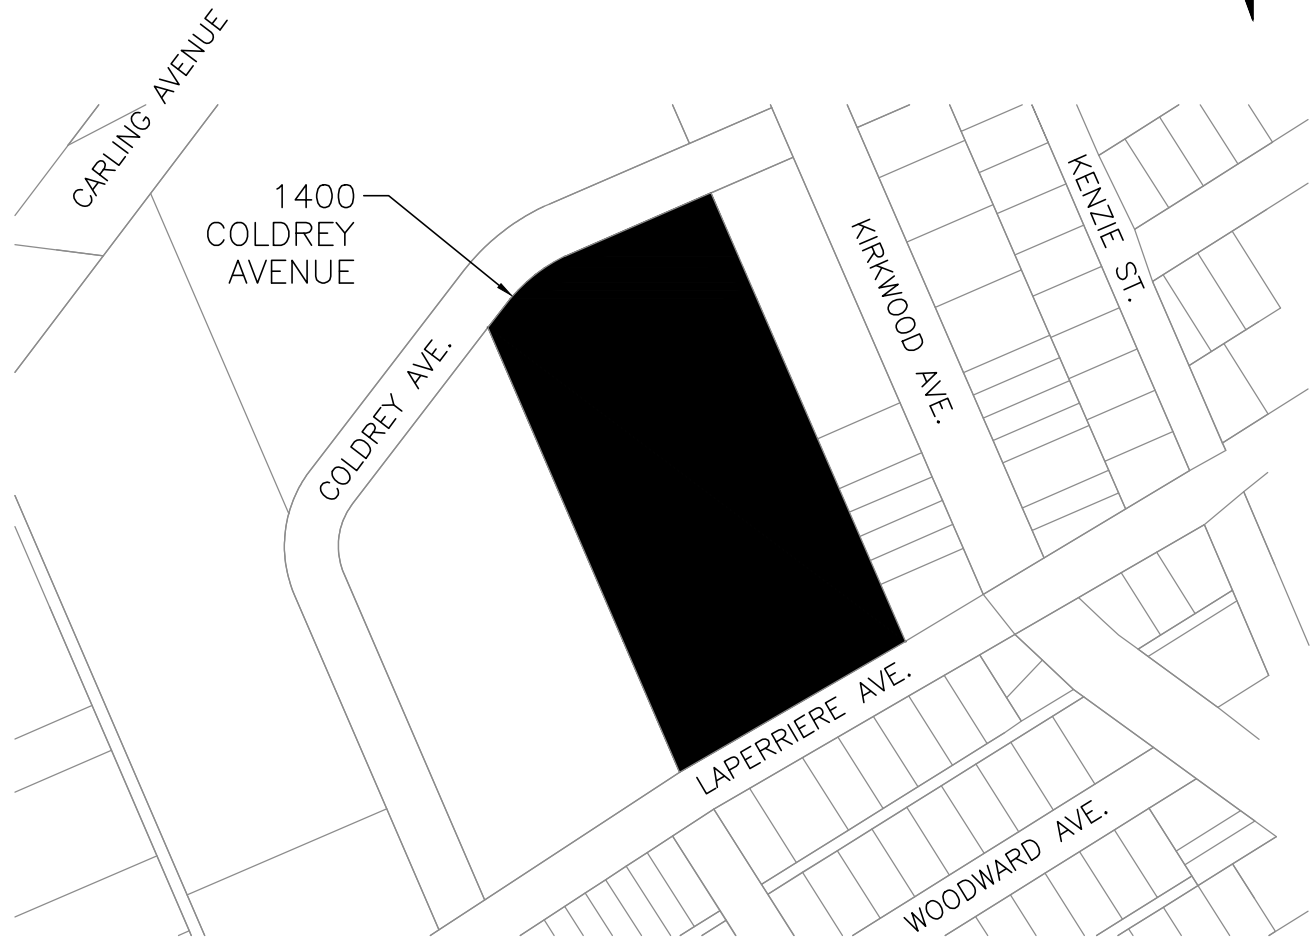 CARLING AVENUE
1400
COLDREY
AVENUE
COLDREY AVE.
KIRKWOOD AVE.
KENZIE ST.
LAPERRIERE AVE.
WOODWARD AVE.